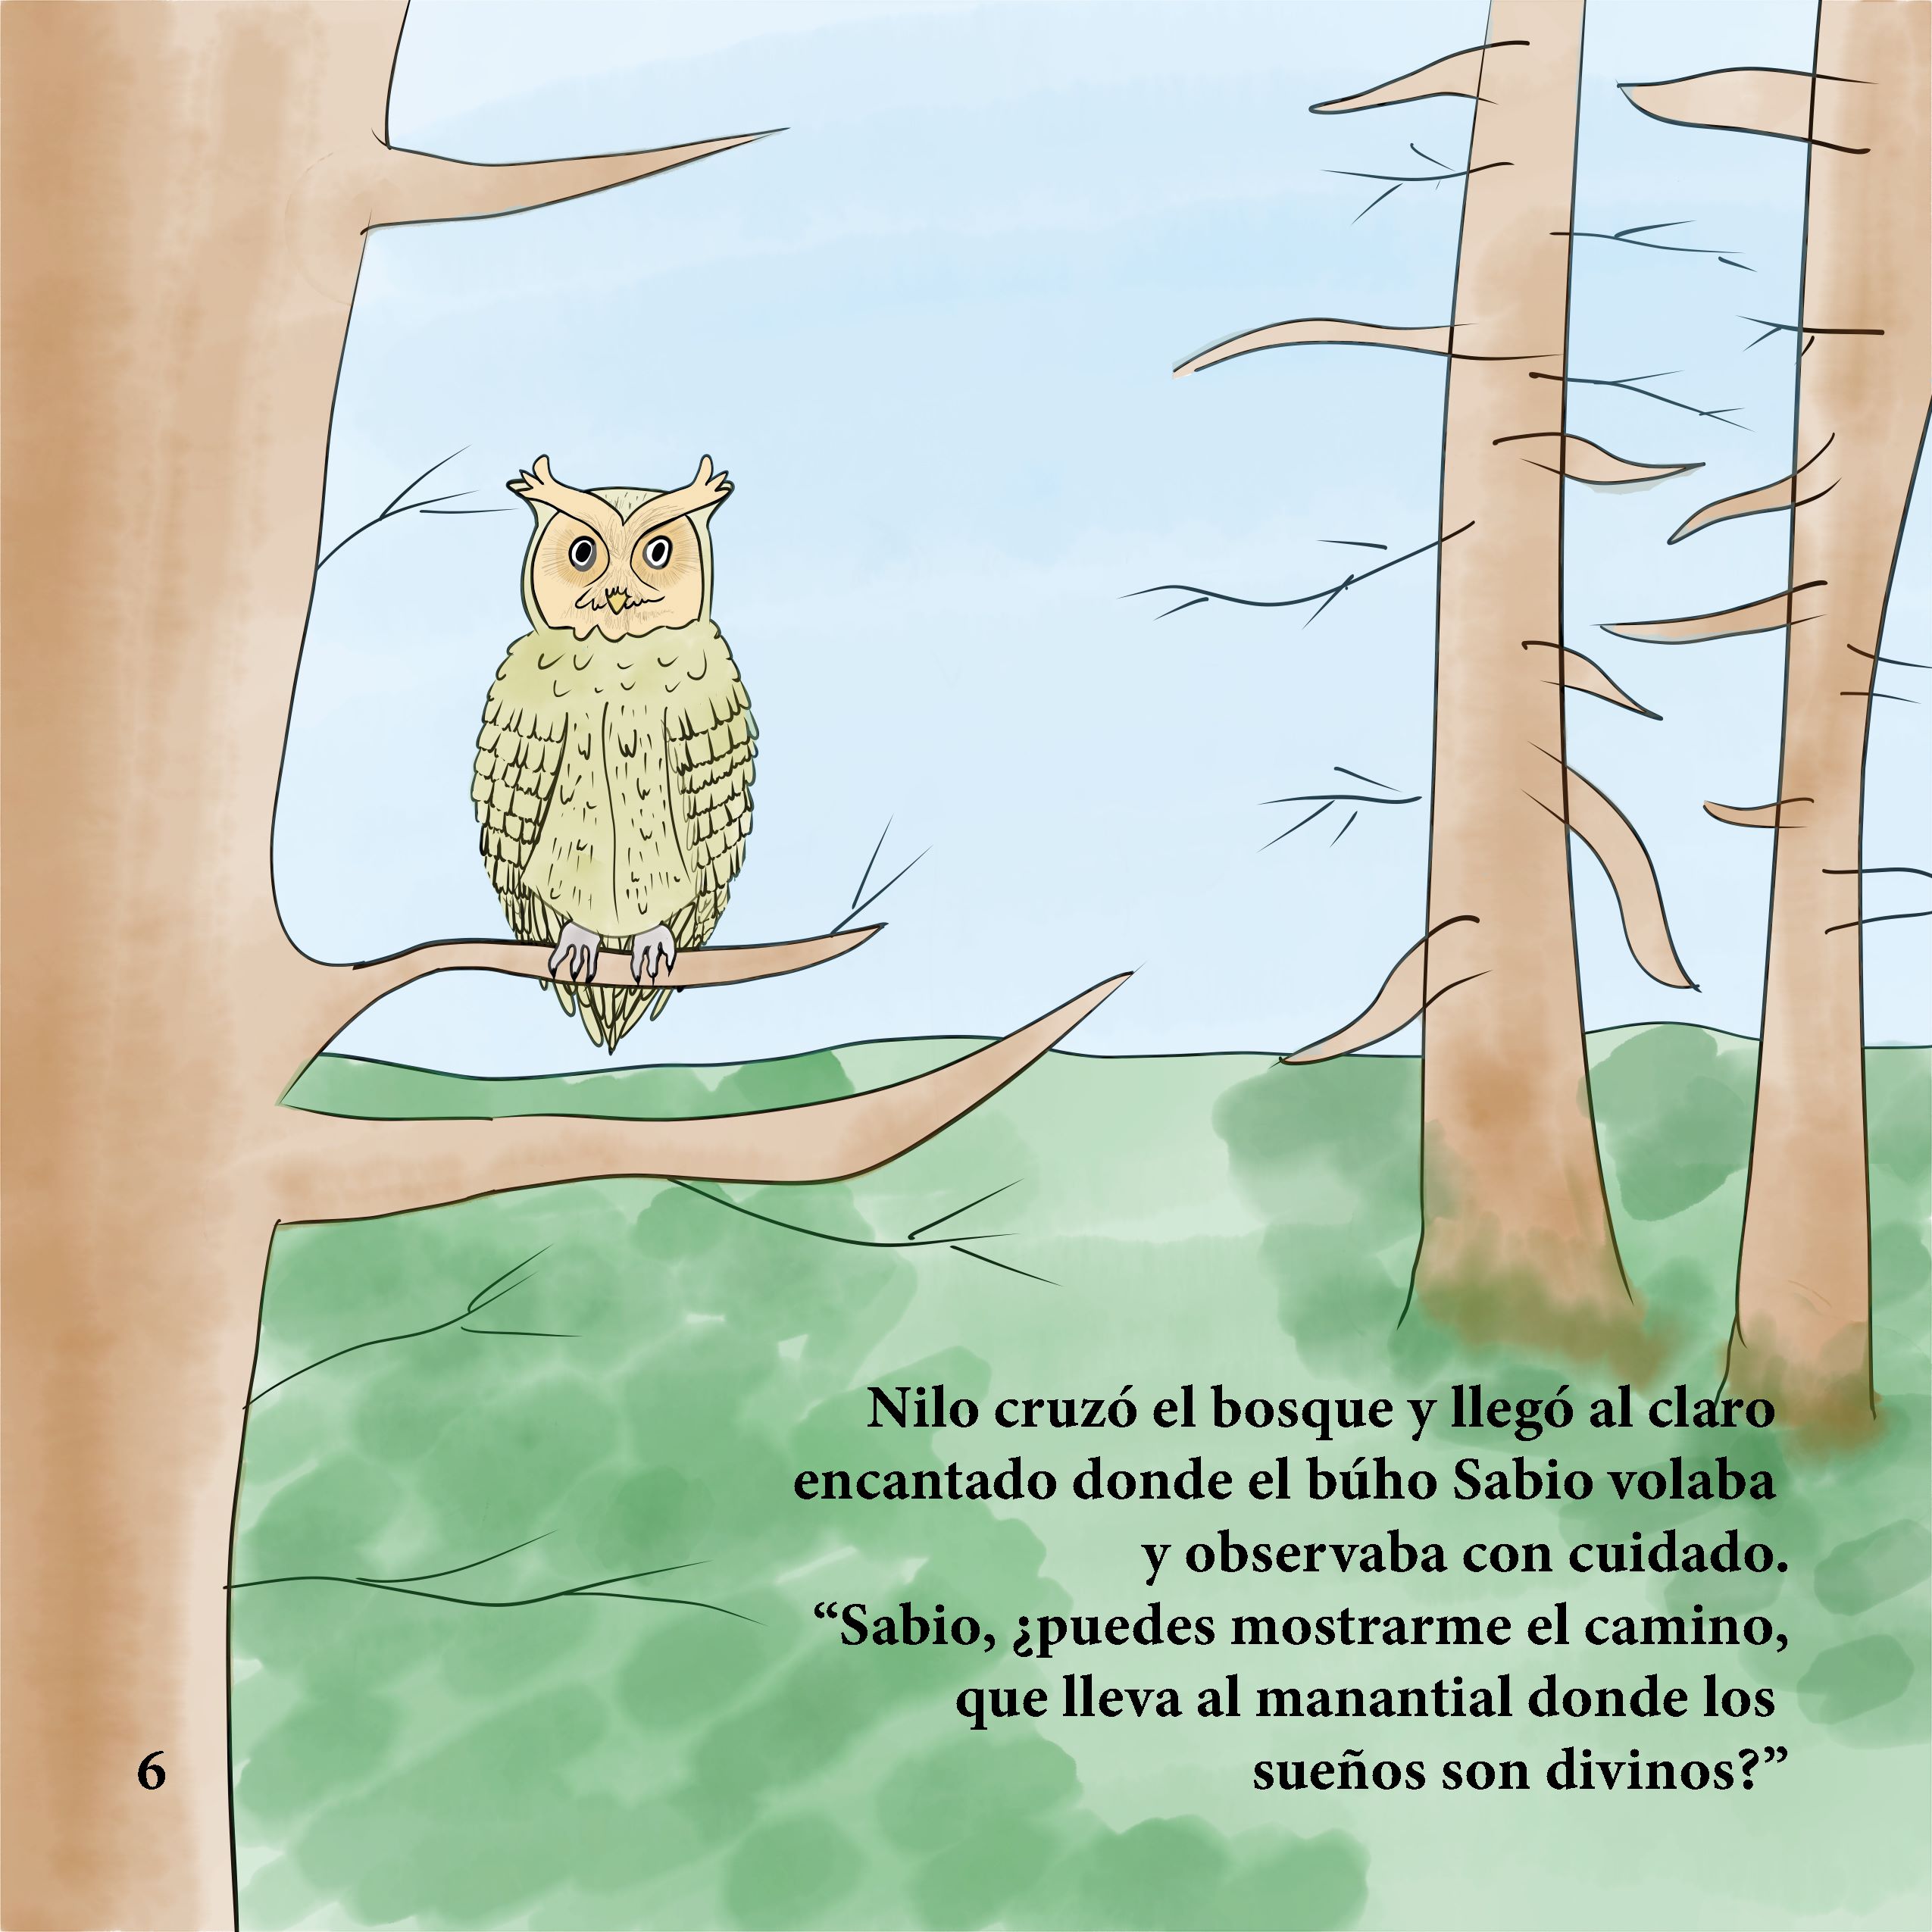 Nilo cruzó el bosque y llegó al claro
encantado donde el búho Sabio volaba
y observaba con cuidado.
“Sabio, ¿puedes mostrarme el camino,
que lleva al manantial donde los
sueños son divinos?”
6